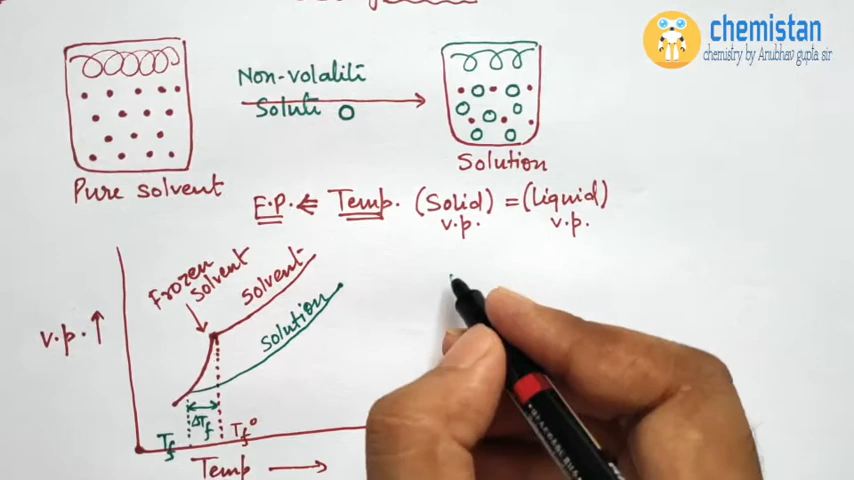 chemistan
chemistry by Anubhav gupta sir
Non-volatili
Soluti
Pure solvent
Solution
F.P. ⇐ Temp. (Solid) = (liquid)
v.p. v.p.
Frozen
Solvent
solvent
solution
v.p. ↑
ΔTf
Tf Tf°
Temp →